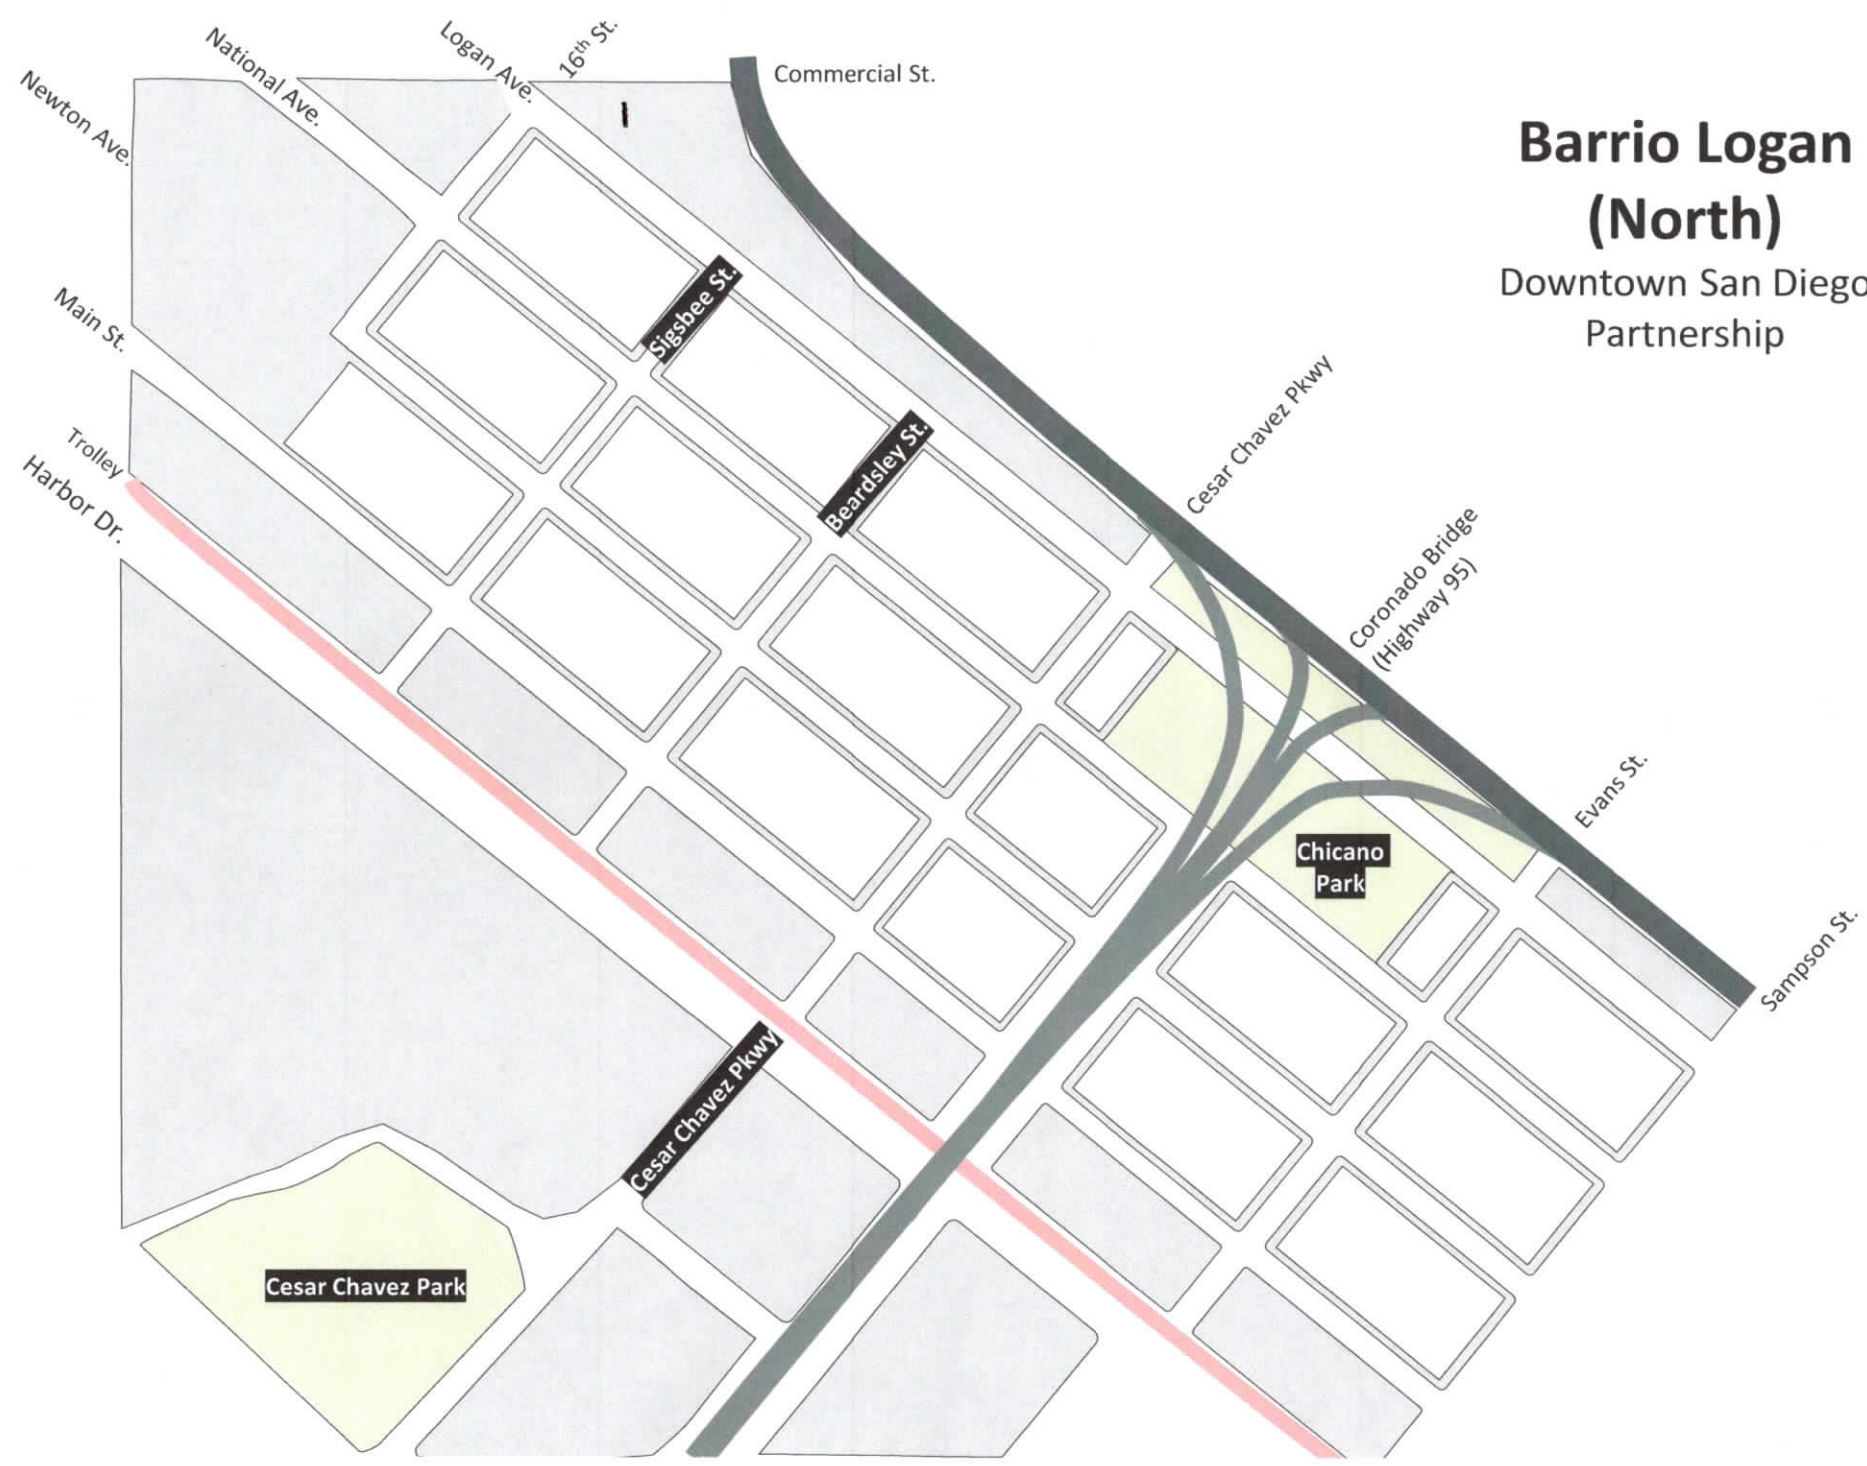 Barrio Logan
(North)
Downtown San Diego
Partnership
Newton Ave.
National Ave.
Logan Ave.
16th St.
Commercial St.
Main St.
Trolley
Harbor Dr.
Sigsbee St.
Beardsley St.
Cesar Chavez Pkwy
Coronado Bridge
(Highway 95)
Evans St.
Sampson St.
Chicano
Park
Cesar Chavez Pkwy
Cesar Chavez Park